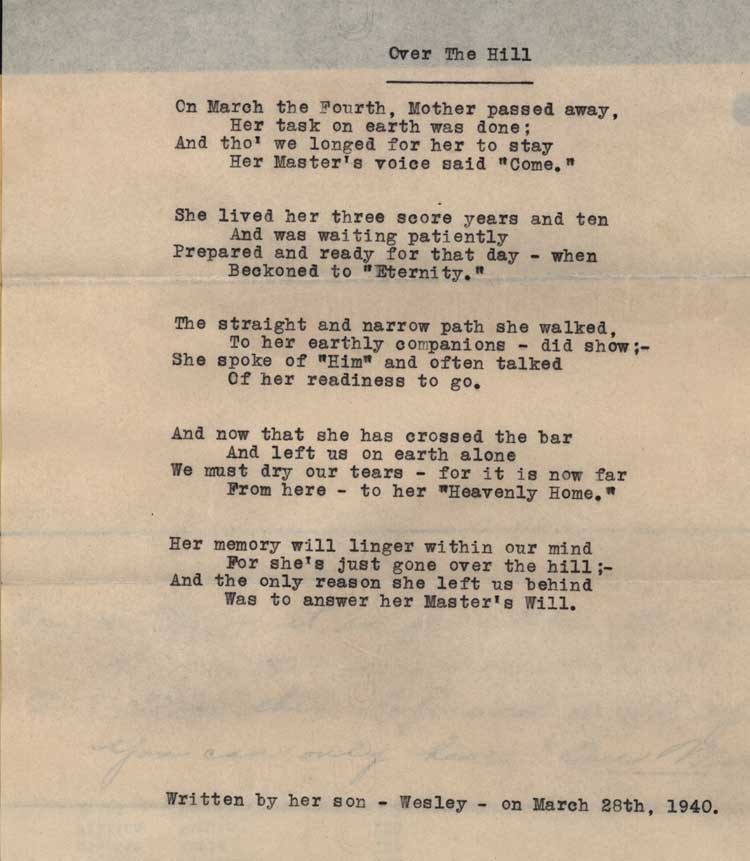 Over The Hill
On March the Fourth, Mother passed away,
Her task on earth was done;
And tho' we longed for her to stay
Her Master's voice said "Come."
She lived her three score years and ten
And was waiting patiently
Prepared and ready for that day - when
Beckoned to "Eternity."
The straight and narrow path she walked,
To her earthly companions - did show;-
She spoke of "Him" and often talked
Of her readiness to go.
And now that she has crossed the bar
And left us on earth alone
We must dry our tears - for it is now far
From here - to her "Heavenly Home."
Her memory will linger within our mind
For she's just gone over the hill;-
And the only reason she left us behind
Was to answer her Master's Will.
You can only have
Written by her son - Wesley - on March 28th, 1940.